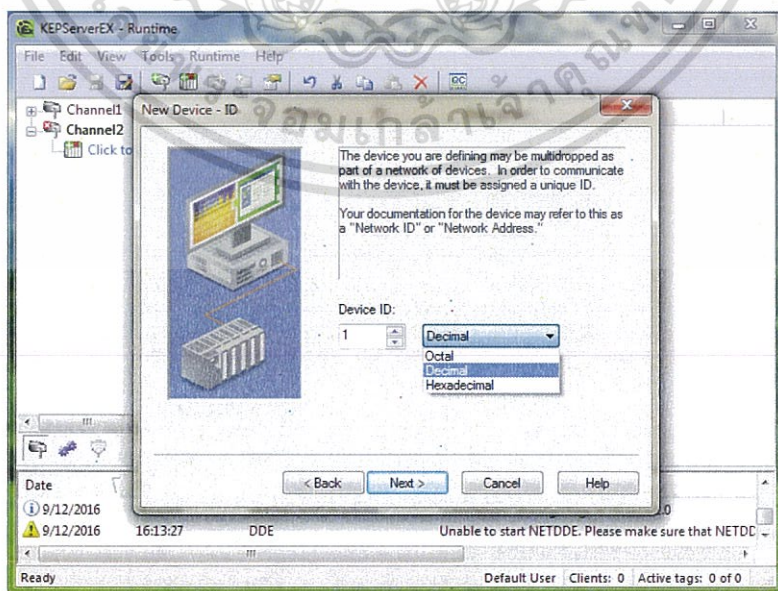 KEPServerEX - Runtime
File Edit View Tools Runtime Help
Channel1
Channel2
Click to
New Device - ID
The device you are defining may be multidropped as
part of a network of devices. In order to communicate
with the device, it must be assigned a unique ID.
Your documentation for the device may refer to this as
a "Network ID" or "Network Address."
Device ID:
1 Decimal
Octal
Decimal
Hexadecimal
< Back Next > Cancel Help
Date
9/12/2016 .0
9/12/2016 16:13:27 DDE Unable to start NETDDE. Please make sure that NETDD
Ready Default User Clients: 0 Active tags: 0 of 0